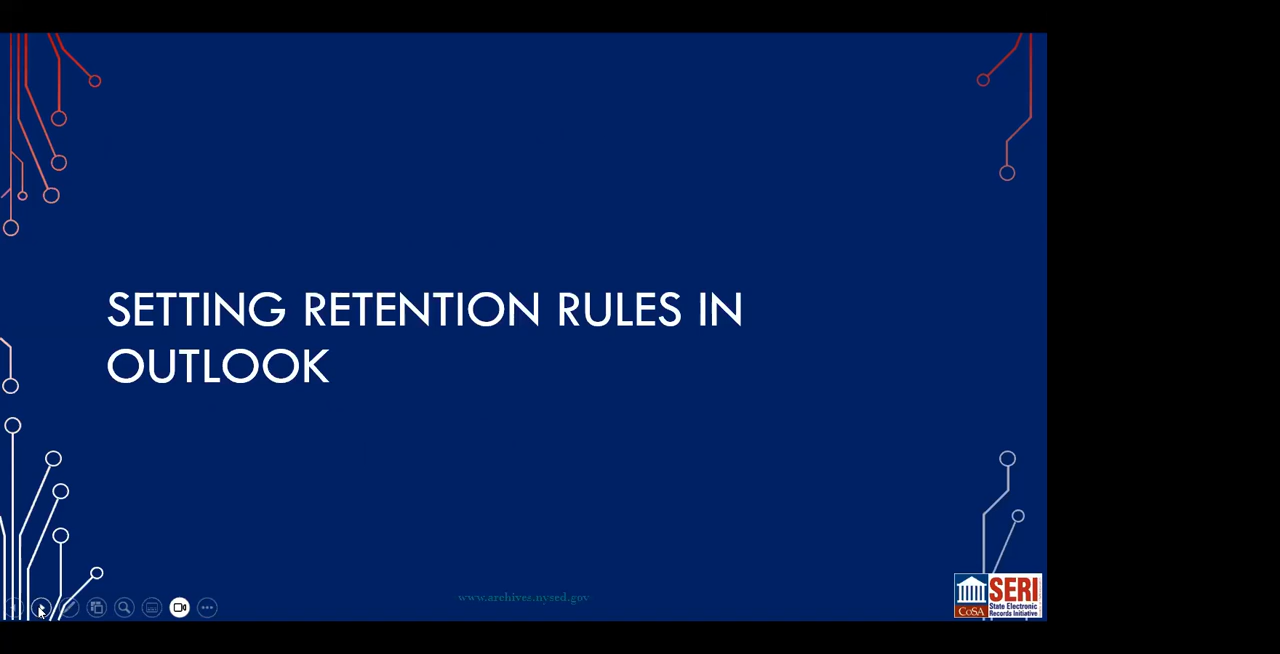 SETTING RETENTION RULES IN
OUTLOOK
www.archives.nysed.gov
SERI
State Electronic
Records Initiative
CoSA